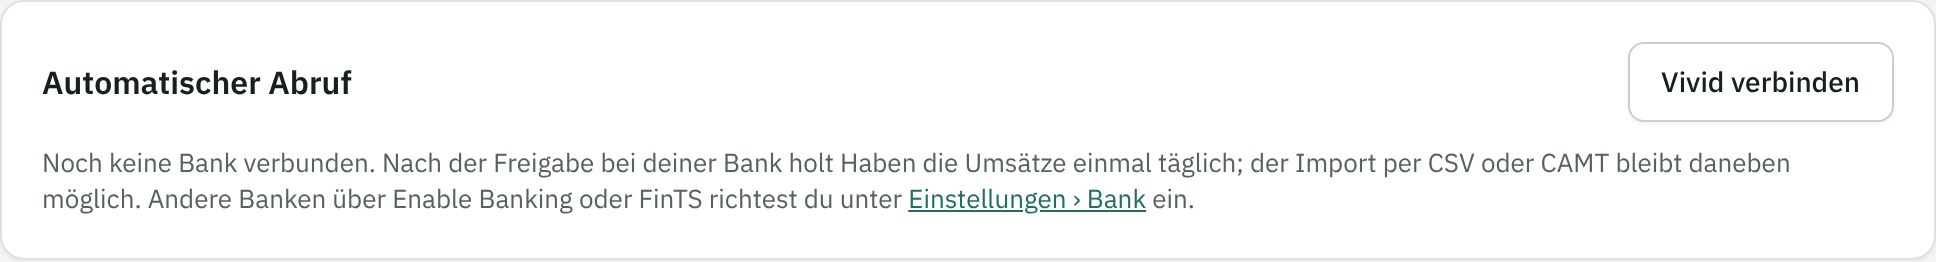 Automatischer Abruf
Vivid verbinden
Noch keine Bank verbunden. Nach der Freigabe bei deiner Bank holt Haben die Umsätze einmal täglich; der Import per CSV oder CAMT bleibt daneben
möglich. Andere Banken über Enable Banking oder FinTS richtest du unter Einstellungen › Bank ein.